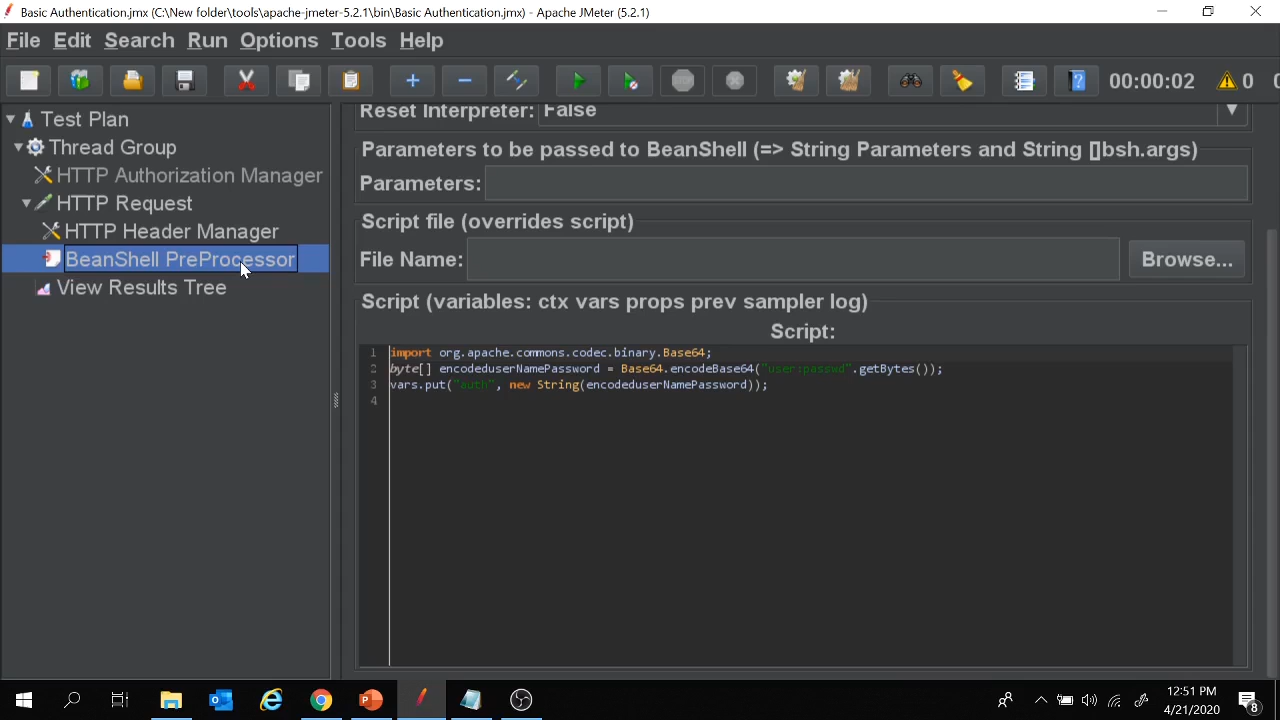 Basic Authentication.jmx (C:\New folder\tools\apache-jmeter-5.2.1\bin\Basic Authentication.jmx) - Apache JMeter (5.2.1)
File Edit Search Run Options Tools Help
00:00:02 0
Test Plan
Thread Group
HTTP Authorization Manager
HTTP Request
HTTP Header Manager
BeanShell PreProcessor
View Results Tree
Reset Interpreter: False
Parameters to be passed to BeanShell (=> String Parameters and String []bsh.args)
Parameters:
Script file (overrides script)
File Name: Browse...
Script (variables: ctx vars props prev sampler log)
Script:
1 import org.apache.commons.codec.binary.Base64;
2 byte[] encodeduserNamePassword = Base64.encodeBase64("user:passwd".getBytes());
3 vars.put("auth", new String(encodeduserNamePassword));
4
12:51 PM
4/21/2020
8